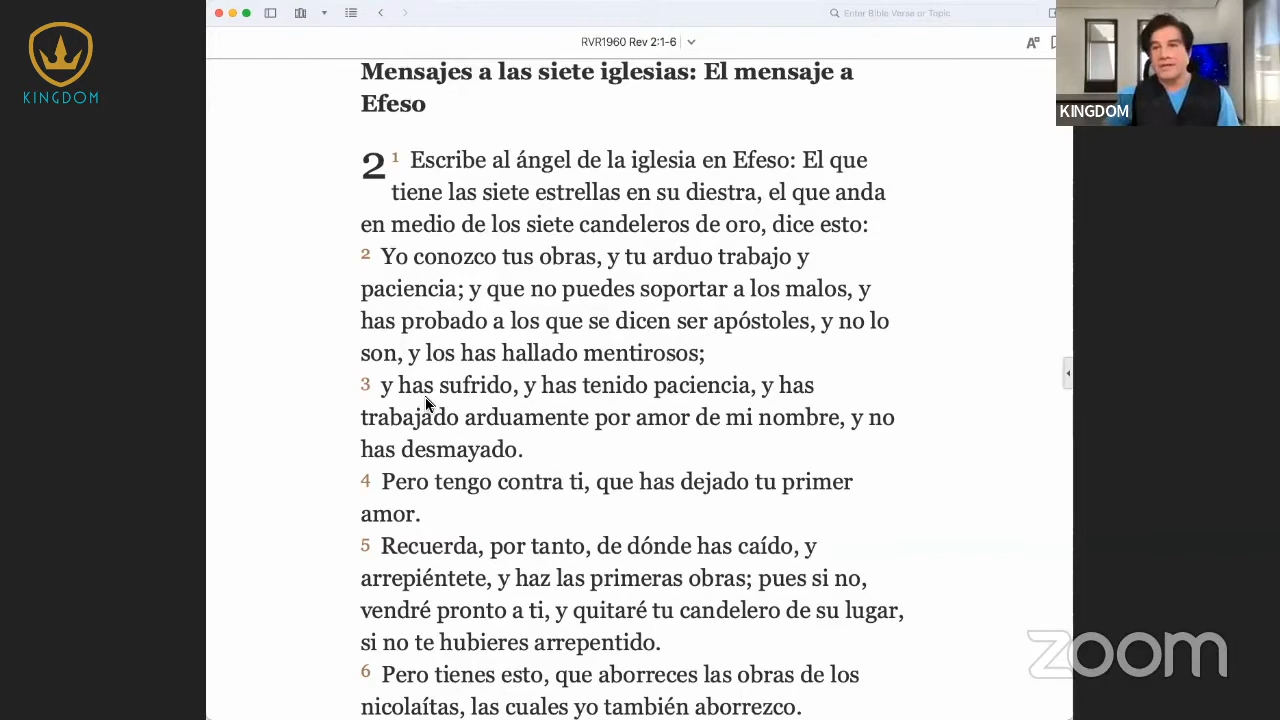 KINGDOM
Enter Bible Verse or Topic
RVR1960 Rev 2:1-6
KINGDOM
Mensajes a las siete iglesias: El mensaje a
Efeso
2 1 Escribe al ángel de la iglesia en Efeso: El que
tiene las siete estrellas en su diestra, el que anda
en medio de los siete candeleros de oro, dice esto:
2 Yo conozco tus obras, y tu arduo trabajo y
paciencia; y que no puedes soportar a los malos, y
has probado a los que se dicen ser apóstoles, y no lo
son, y los has hallado mentirosos;
3 y has sufrido, y has tenido paciencia, y has
trabajado arduamente por amor de mi nombre, y no
has desmayado.
4 Pero tengo contra ti, que has dejado tu primer
amor.
5 Recuerda, por tanto, de dónde has caído, y
arrepiéntete, y haz las primeras obras; pues si no,
vendré pronto a ti, y quitaré tu candelero de su lugar,
si no te hubieres arrepentido.
6 Pero tienes esto, que aborreces las obras de los
nicolaítas, las cuales yo también aborrezco.
zoom